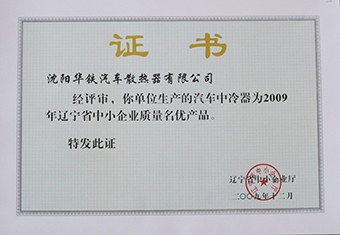 证书
沈阳华铁汽车散热器有限公司
经评审，你单位生产的汽车中冷器为2009
年辽宁省中小企业质量名优产品。
特发此证
辽宁省中小企业厅
二〇〇九年十二月